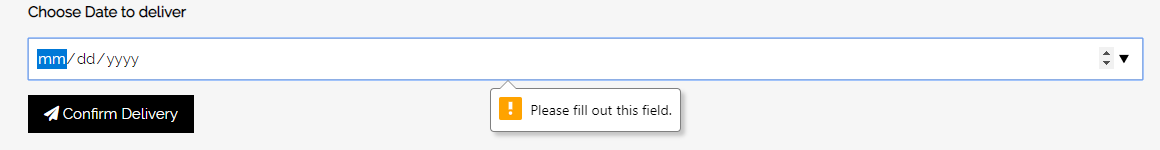 Choose Date to deliver
mm/dd/yyyy
Please fill out this field.
Confirm Delivery